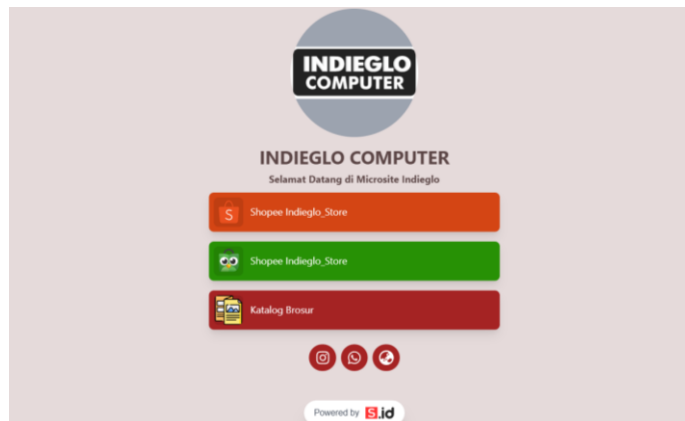 INDIEGLO
COMPUTER
INDIEGLO COMPUTER
Selamat Datang di Microsite Indieglo
S
Shopee Indieglo_Store
Shopee Indieglo_Store
Katalog Brosur
Powered by S.id